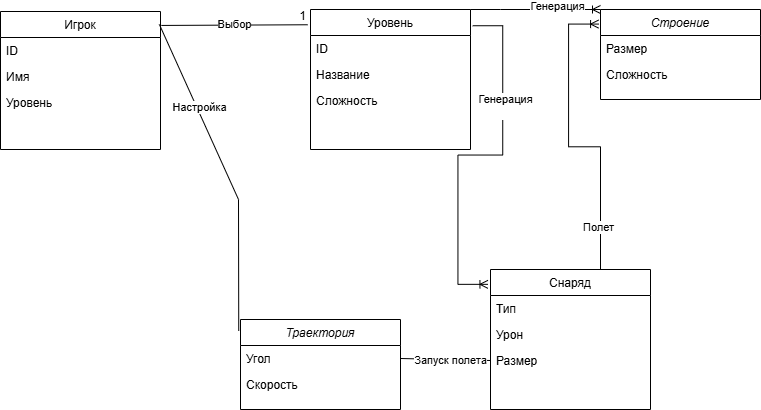 Игрок
ID
Имя
Уровень
Выбор
1
Уровень
ID
Название
Сложность
Генерация
Строение
Размер
Сложность
Настройка
Генерация
Полет
Траектория
Угол
Скорость
Запуск полета
Снаряд
Тип
Урон
Размер